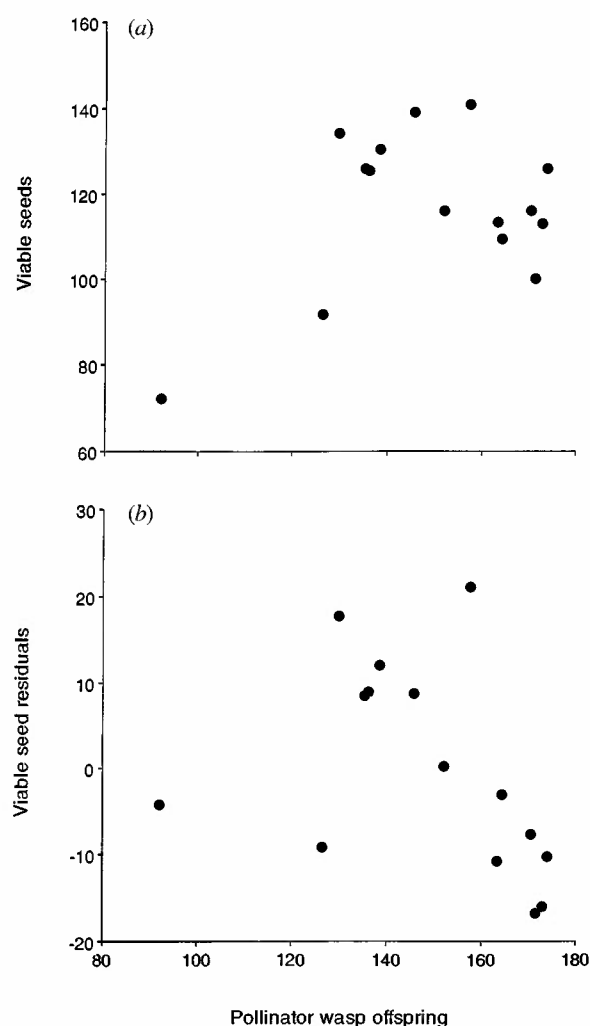 (a)
160
140
120
100
80
60
Viable seeds
(b)
30
20
10
0
-10
-20
Viable seed residuals
80 100 120 140 160 180
Pollinator wasp offspring